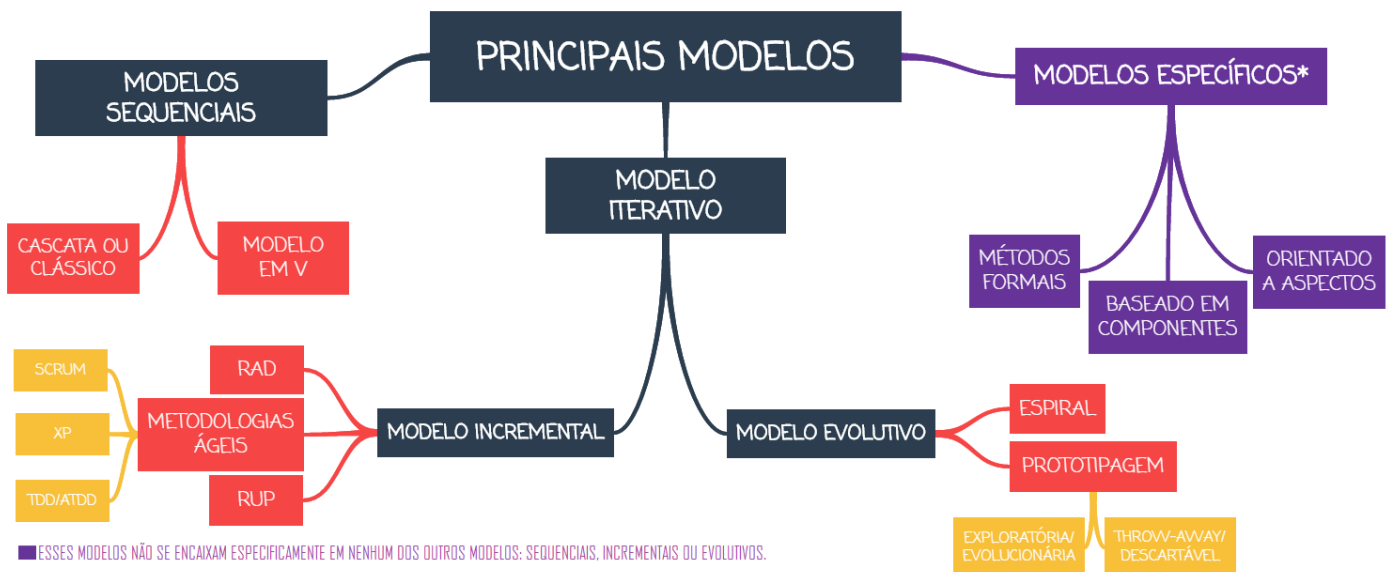 PRINCIPAIS MODELOS
MODELOS
SEQUENCIAIS
MODELOS ESPECÍFICOS*
MODELO
ITERATIVO
CASCATA OU
CLÁSSICO
MODELO
EM V
MÉTODOS
FORMAIS
BASEADO EM
COMPONENTES
ORIENTADO
A ASPECTOS
SCRUM
XP
TDD/ATDD
RAD
METODOLOGIAS
ÁGEIS
RUP
MODELO INCREMENTAL
MODELO EVOLUTIVO
ESPIRAL
PROTOTIPAGEM
EXPLORATÓRIA/
EVOLUCIONÁRIA
THROW-AWAY/
DESCARTÁVEL
ESSES MODELOS NÃO SE ENCAIXAM ESPECIFICAMENTE EM NENHUM DOS OUTROS MODELOS: SEQUENCIAIS, INCREMENTAIS OU EVOLUTIVOS.